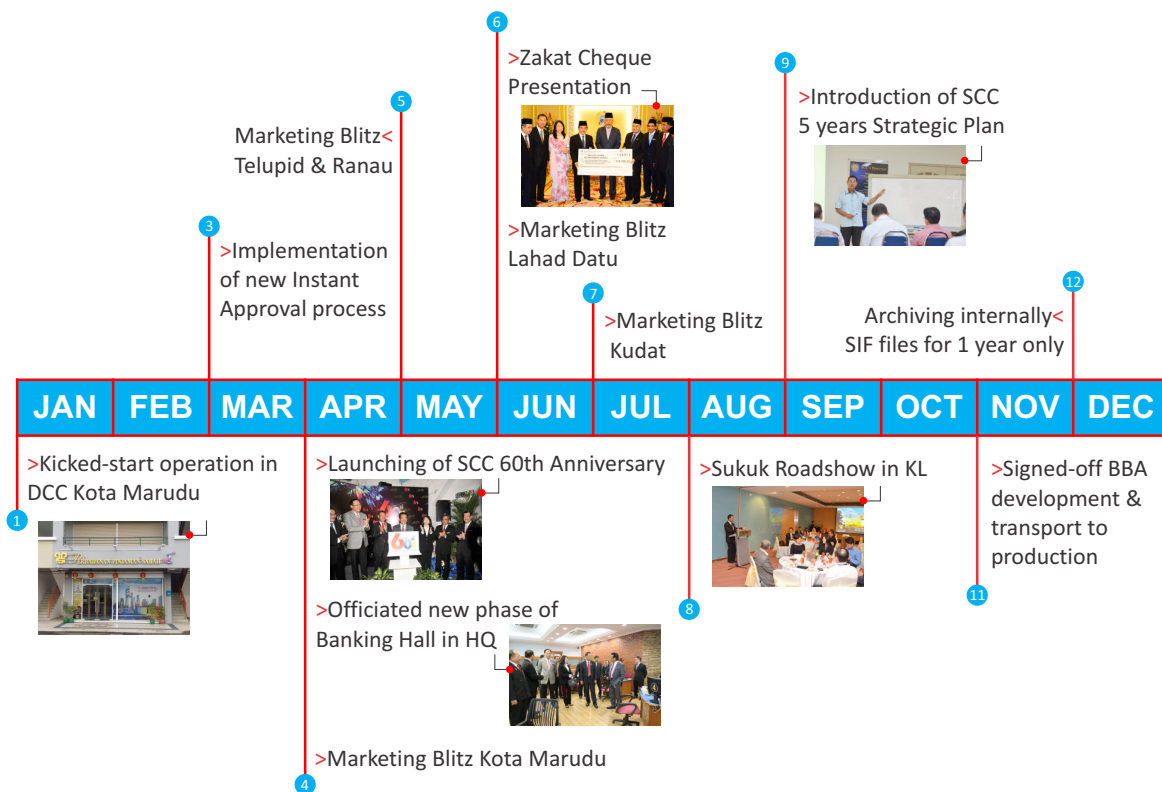 6
>Zakat Cheque
Presentation
9
>Introduction of SCC
5 years Strategic Plan
5
Marketing Blitz<
Telupid & Ranau
3
>Implementation
of new Instant
Approval process
>Marketing Blitz
Lahad Datu
7
>Marketing Blitz
Kudat
12
Archiving internally<
SIF files for 1 year only
JAN FEB MAR APR MAY JUN JUL AUG SEP OCT NOV DEC
>Kicked-start operation in
DCC Kota Marudu
1
>Launching of SCC 60th Anniversary
60
>Officiated new phase of
Banking Hall in HQ
>Marketing Blitz Kota Marudu
4
>Sukuk Roadshow in KL
8
>Signed-off BBA
development &
transport to
production
11